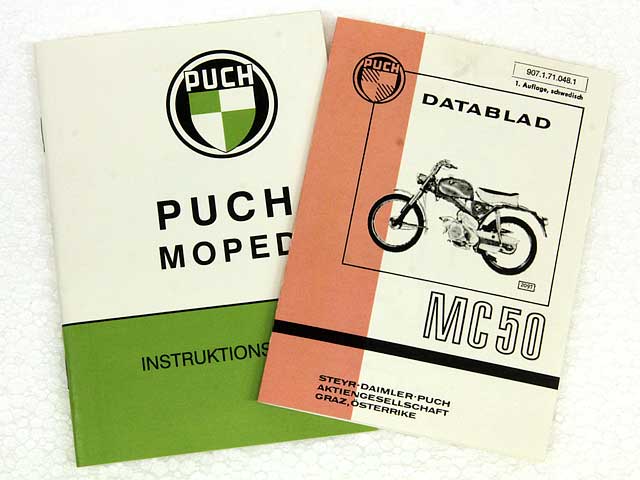 PUCH
PUCH
MOPED
INSTRUKTIONS
PUCH
907.1.71.048.1
1. Auflage, schwedisch
DATABLAD
2091
MC50
STEYR-DAIMLER-PUCH
AKTIENGESELLSCHAFT
GRAZ, ÖSTERRIKE